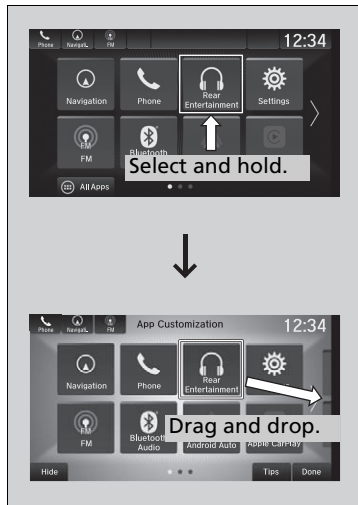 Phone Navigati.. FM 12:34
Navigation Phone Rear Entertainment Settings
FM Bluetooth
Select and hold.
All Apps
Phone Navigati.. FM App Customization 12:34
Navigation Phone Rear Entertainment
Drag and drop.
FM Bluetooth Audio Android Auto Apple CarPlay
Hide Tips Done